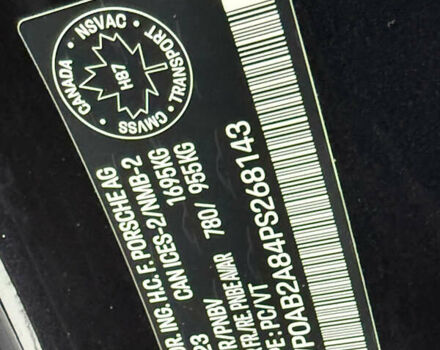 CANADA · NSVAC · TRANSPORT · CMVSS ·
H87
DR. ING. H.C. F. PORSCHE AG
CAN ICES-2/NMB-2
1695KG
955KG
23
780/
R/PNBV
TR/RE. PNBE AV/AR
E: PC/VT
P0AB2A84PS268143